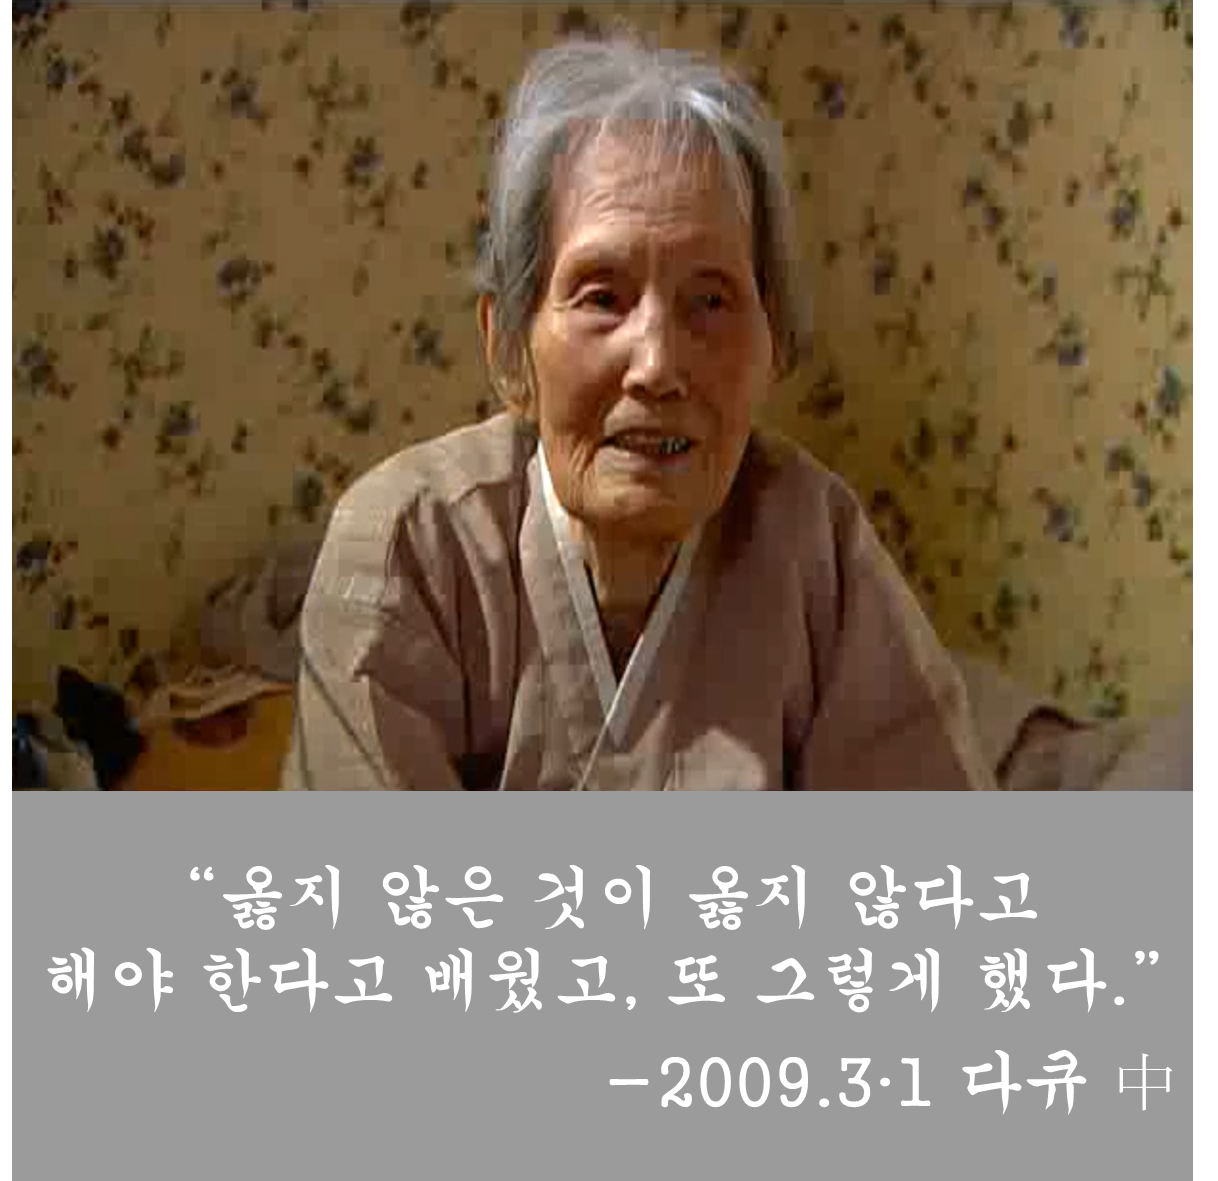 “옳지 않은 것이 옳지 않다고
해야 한다고 배웠고, 또 그렇게 했다.”
-2009.3·1 다큐 中